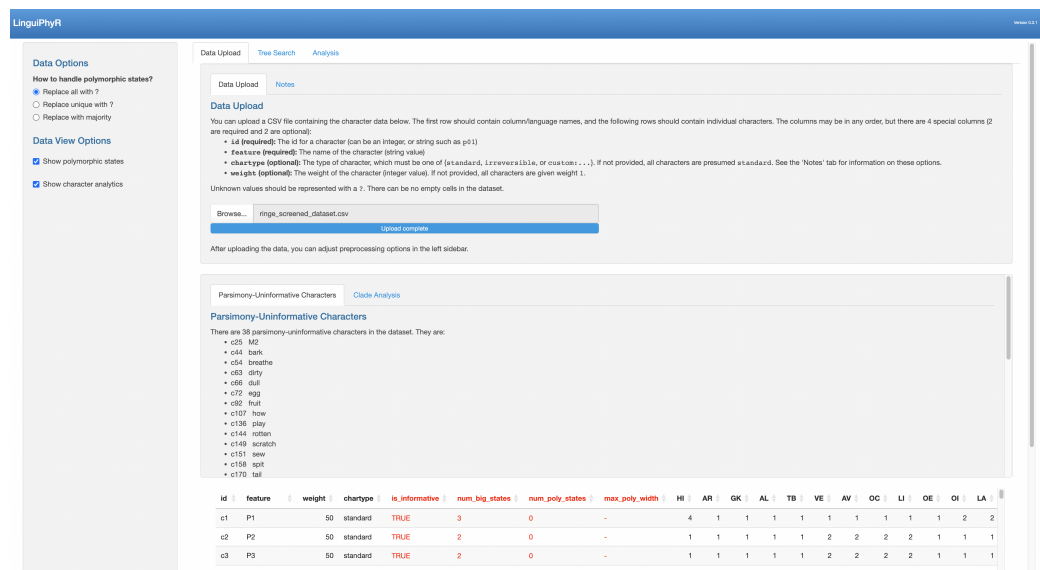 LinguiPhyR
Version 0.0.1
Data Options
How to handle polymorphic states?
Replace all with ?
Replace unique with ?
Replace with majority
Data View Options
Show polymorphic states
Show character analytics
Data Upload Tree Search Analysis
Data Upload Notes
Data Upload
You can upload a CSV file containing the character data below. The first row should contain column/language names, and the following rows should contain individual characters. The columns may be in any order, but there are 4 special columns (2
are required and 2 are optional):
• id (required): The id for a character (can be an integer, or string such as p01)
• feature (required): The name of the character (string value)
• chartype (optional): The type of character, which must be one of {standard, irreversible, or custom:...}. If not provided, all characters are presumed standard. See the 'Notes' tab for information on these options.
• weight (optional): The weight of the character (integer value). If not provided, all characters are given weight 1.
Unknown values should be represented with a ?. There can be no empty cells in the dataset.
Browse... ringe_screened_dataset.csv
Upload complete
After uploading the data, you can adjust preprocessing options in the left sidebar.
Parsimony-Uninformative Characters Clade Analysis
Parsimony-Uninformative Characters
There are 38 parsimony-uninformative characters in the dataset. They are:
• c25 M2
• c44 bark
• c54 breathe
• c63 dirty
• c66 dull
• c72 egg
• c92 fruit
• c107 how
• c136 play
• c144 rotten
• c149 scratch
• c151 sew
• c158 spit
• c170 tail
id feature weight chartype is_informative num_big_states num_poly_states max_poly_width HI AR GK AL TB VE AV OC LI OE OI LA
c1 P1 50 standard TRUE 3 0 - 4 1 1 1 1 1 1 1 1 1 2 2
c2 P2 50 standard TRUE 2 0 - 1 1 1 1 1 2 2 2 2 1 1 1
c3 P3 50 standard TRUE 2 0 - 1 1 1 1 1 2 2 2 2 1 1 1